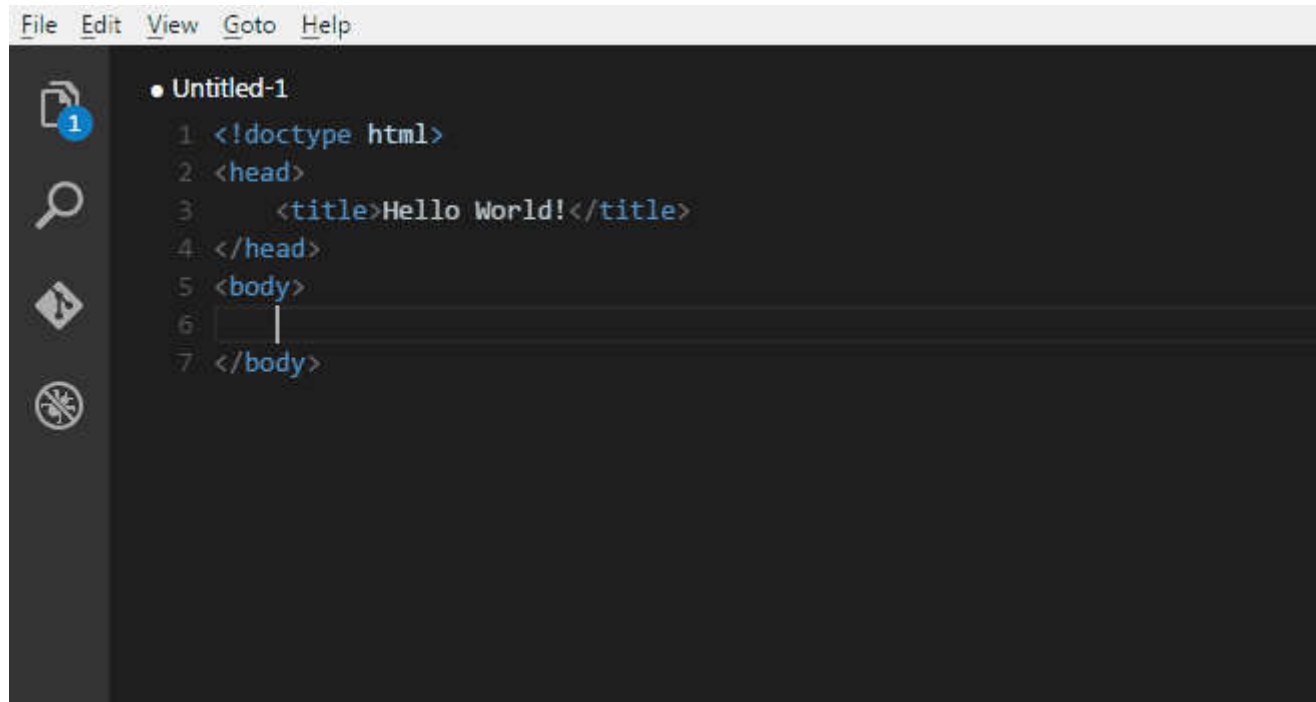 File Edit View Goto Help
● Untitled-1
1
1 <!doctype html>
2 <head>
3     <title>Hello World!</title>
4 </head>
5 <body>
6
7 </body>